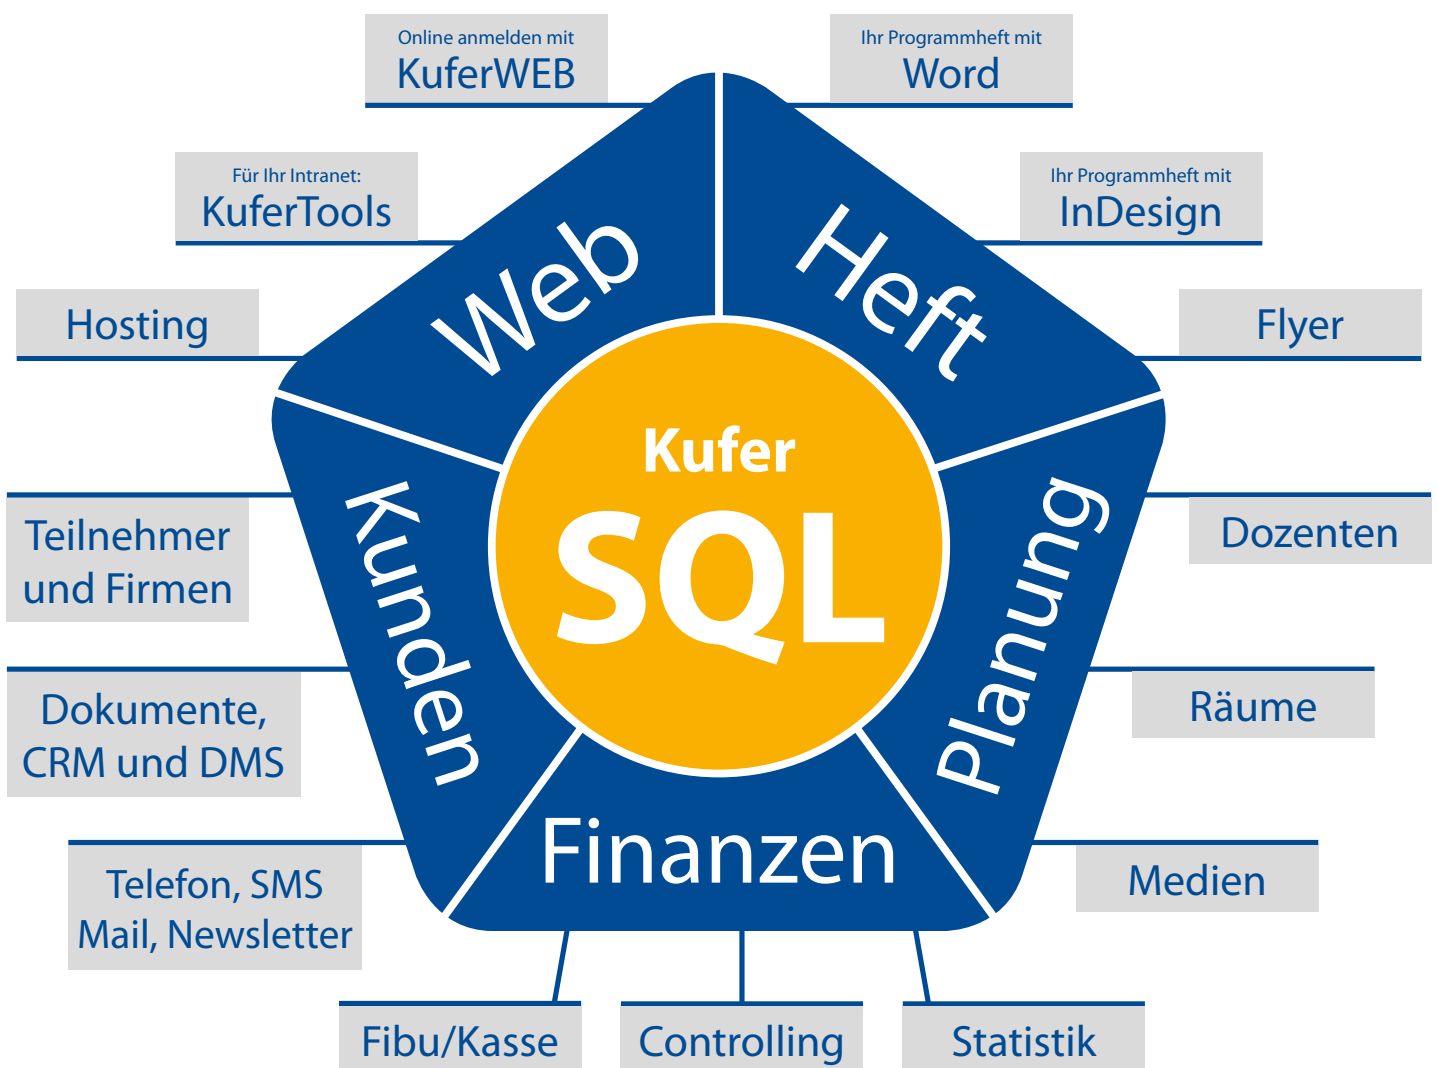 Online anmelden mit
KuferWEB
Ihr Programmheft mit
Word
Für Ihr Intranet:
KuferTools
Ihr Programmheft mit
InDesign
Hosting
Flyer
Web
Heft
Kufer
SQL
Kunden
Planung
Finanzen
Teilnehmer
und Firmen
Dozenten
Dokumente,
CRM und DMS
Räume
Telefon, SMS
Mail, Newsletter
Medien
Fibu/Kasse
Controlling
Statistik